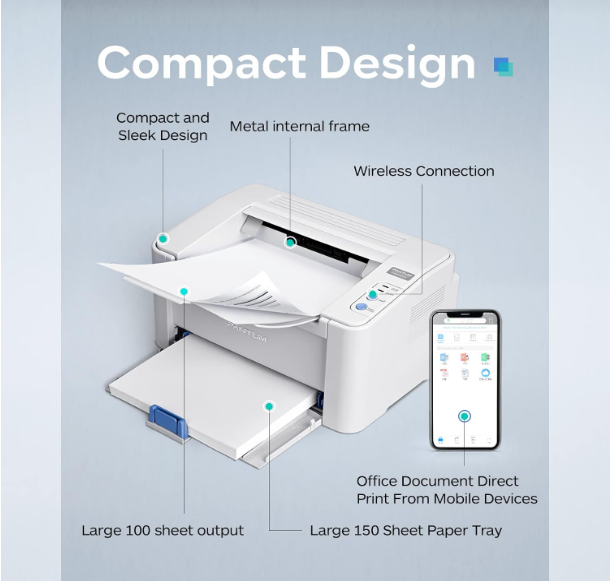 Compact Design
Compact and
Sleek Design
Metal internal frame
Wireless Connection
PANTUM
Office Document Direct
Print From Mobile Devices
Large 100 sheet output
Large 150 Sheet Paper Tray